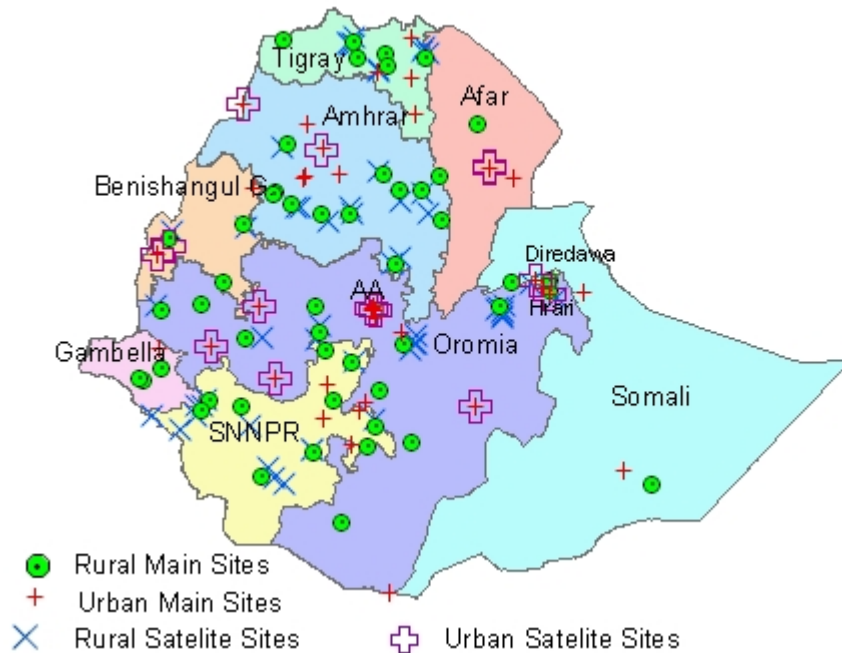 Tigray
Afar
Amhrar
Benishangul G
Diredawa
AA
Hrari
Gambella
Oromia
Somali
SNNPR
Rural Main Sites
Urban Main Sites
Rural Satelite Sites
Urban Satelite Sites